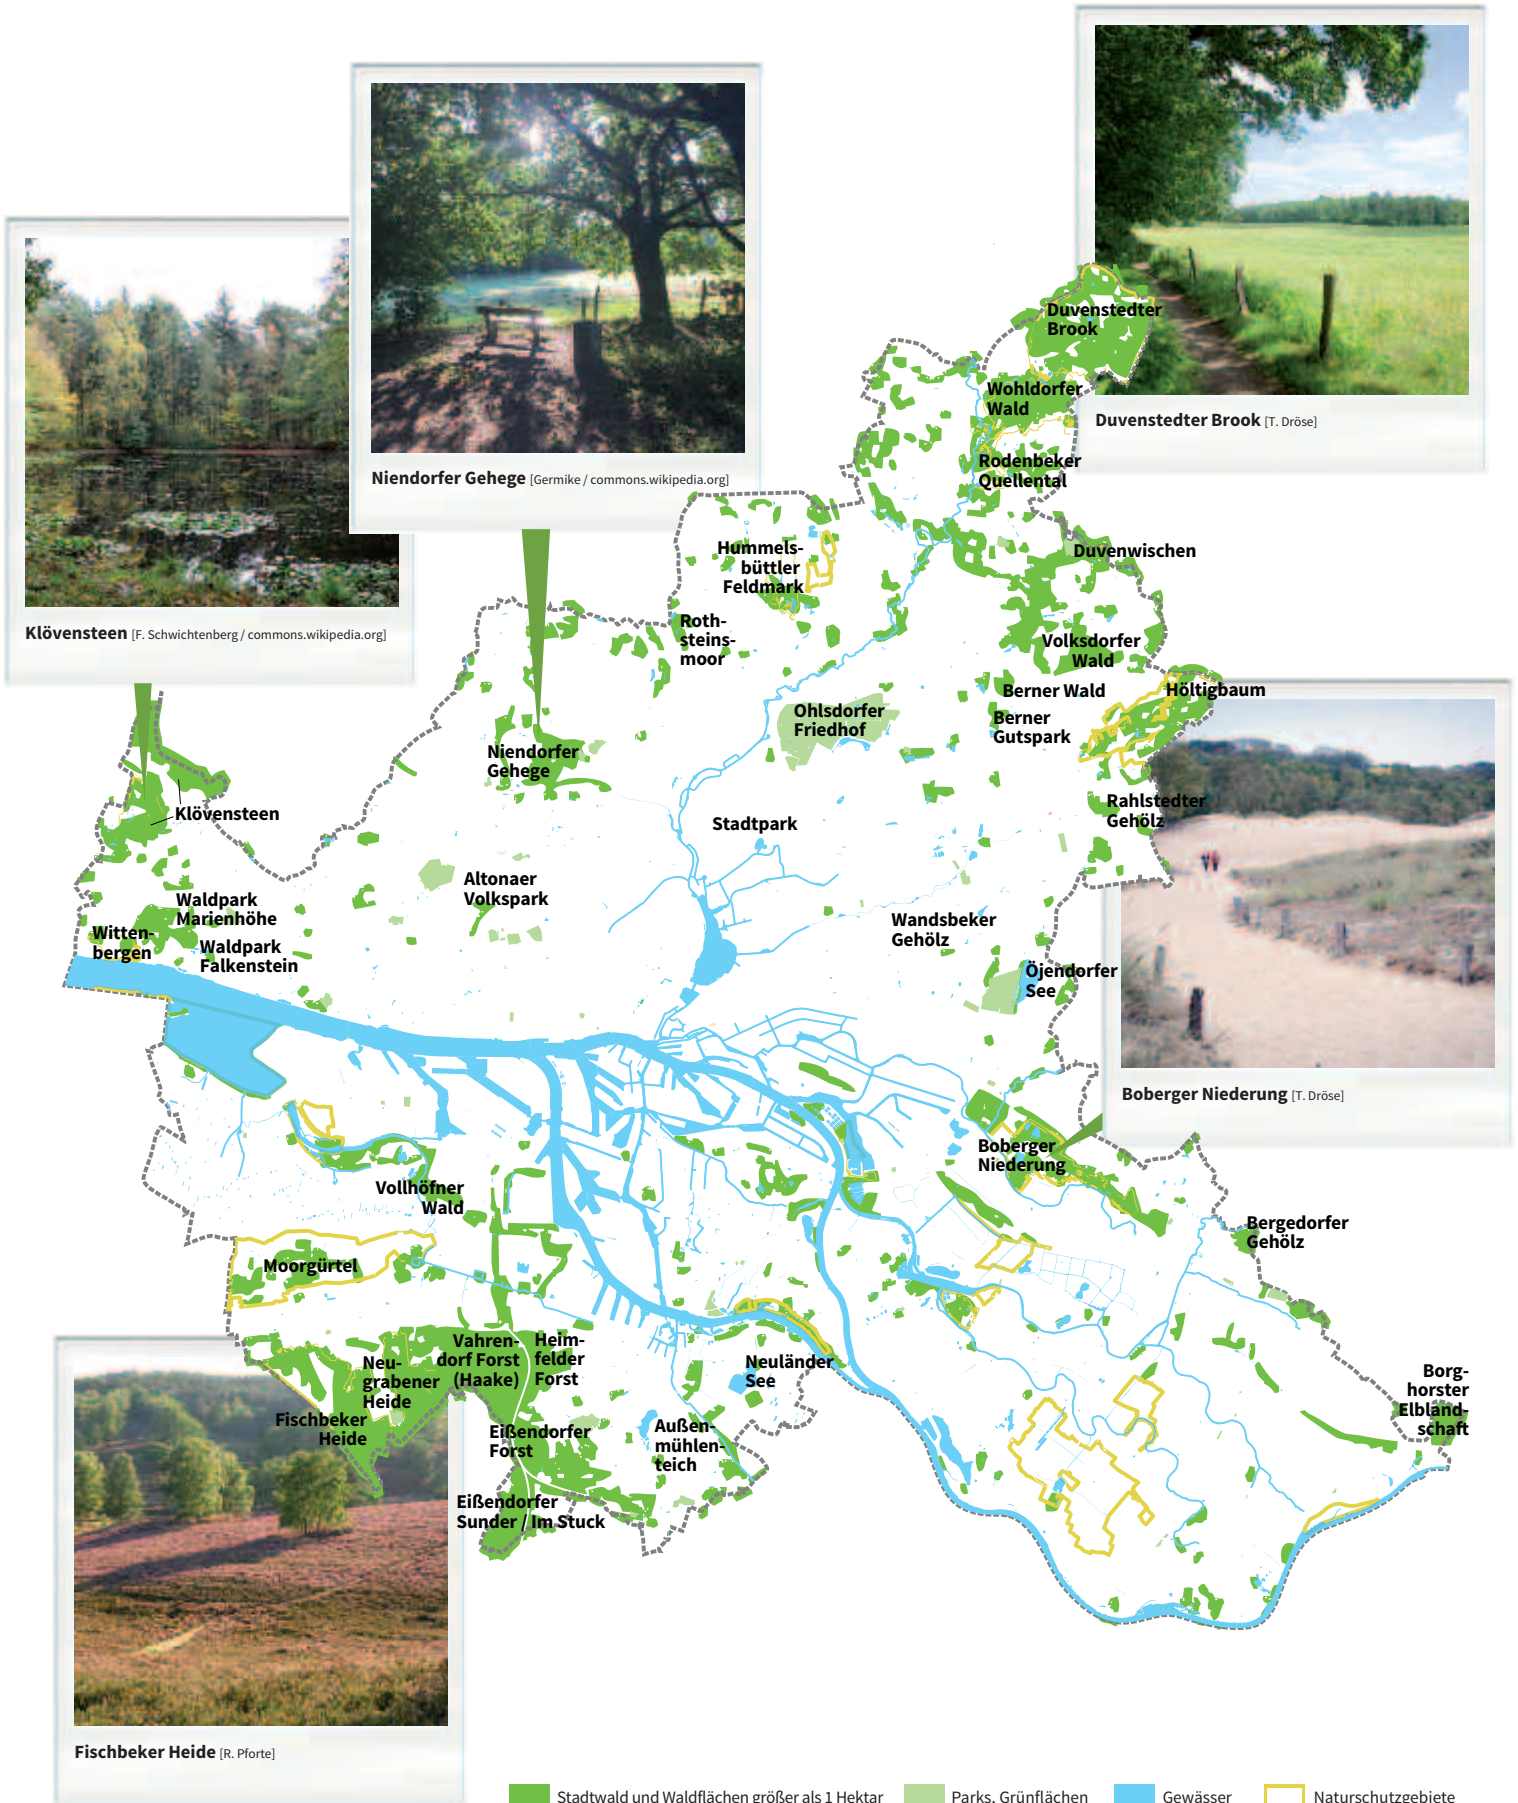 Duvenstedter Brook [T. Dröse]
Niendorfer Gehege [Germike / commons.wikipedia.org]
Klövensteen [F. Schwichtenberg / commons.wikipedia.org]
Duvenstedter
Brook
Wohldorfer
Wald
Rodenbeker
Quellental
Hummels-
büttler
Feldmark
Duvenwischen
Roth-
steins-
moor
Volksdorfer
Wald
Berner Wald
Höltigbaum
Berner
Gutspark
Ohlsdorfer
Friedhof
Niendorfer
Gehege
Klövensteen
Rahlstedter
Gehölz
Stadtpark
Altonaer
Volkspark
Waldpark
Marienhöhe
Witten-
bergen
Waldpark
Falkenstein
Wandsbeker
Gehölz
Öjendorfer
See
Boberger Niederung [T. Dröse]
Boberger
Niederung
Vollhöfner
Wald
Bergedorfer
Gehölz
Moorgürtel
Vahren-
dorf Forst
(Haake)
Heim-
felder
Forst
Neu-
grabener
Heide
Fischbeker
Heide
Neuländer
See
Borg-
horster
Elbland-
schaft
Eißendorfer
Forst
Außen-
mühlen-
teich
Eißendorfer
Sunder / Im Stuck
Fischbeker Heide [R. Pforte]
Stadtwald und Waldflächen größer als 1 Hektar
Parks, Grünflächen
Gewässer
Naturschutzgebiete